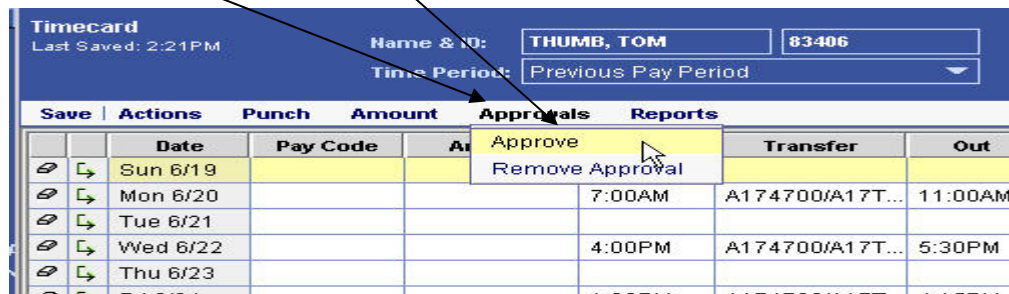 Timecard
Last Saved: 2:21PM
Name & ID: THUMB, TOM 83406
Time Period: Previous Pay Period
Save | Actions Punch Amount Approvals Reports
Date Pay Code Transfer Out
Approve
Remove Approval
Sun 6/19
Mon 6/20 7:00AM A174700/A17T... 11:00AM
Tue 6/21
Wed 6/22 4:00PM A174700/A17T... 5:30PM
Thu 6/23